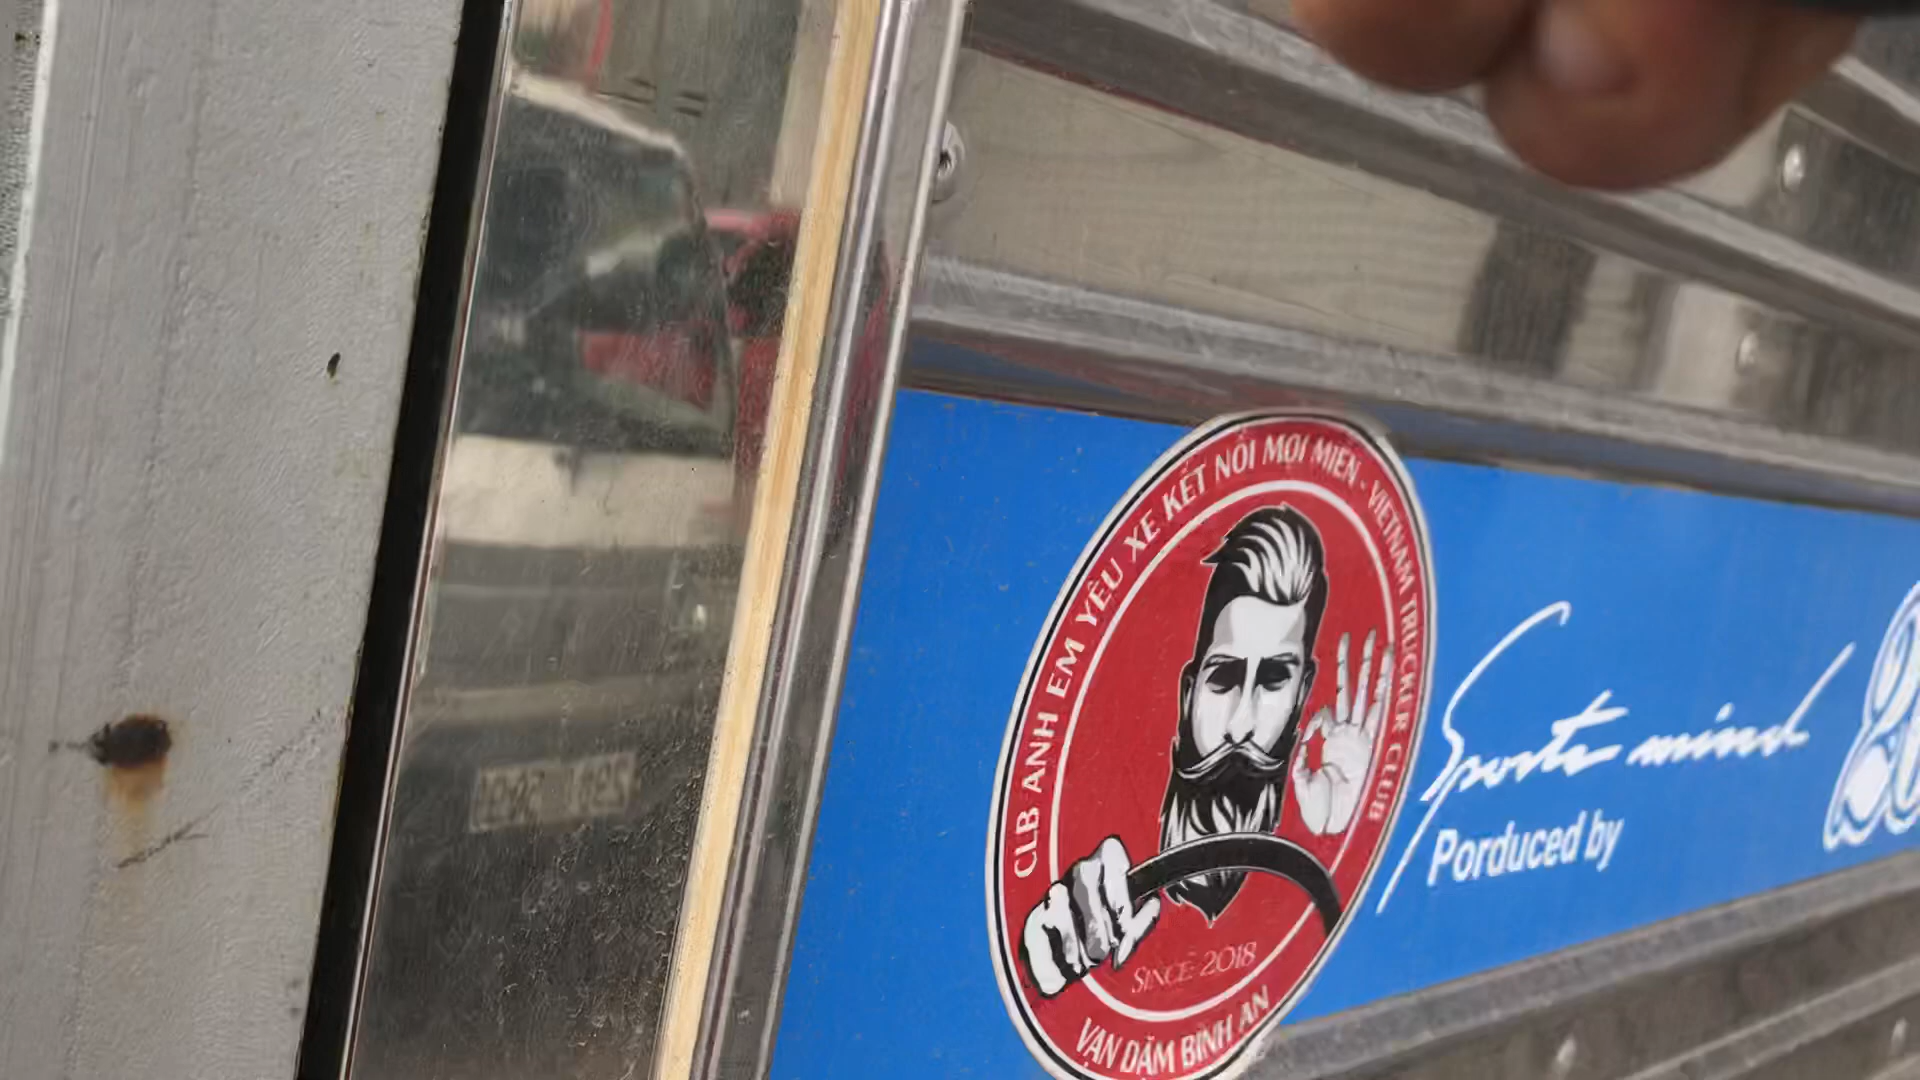 CLB ANH EM YÊU XE KẾT NỐI MỌI MIỀN - VIETNAM TRUCKER CLUB
SINCE 2018
VẠN DẶM BÌNH AN
Sports mind
Porduced by